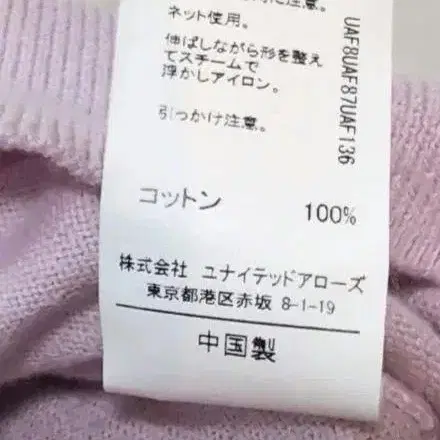 に注意。
ネット使用。
伸ばしながら形を整え
てスチームで
浮かしアイロン。
引っかけ注意。
UAF8UAF87UAF136
コットン 100%
株式会社 ユナイテッドアローズ
東京都港区赤坂 8-1-19
中国製